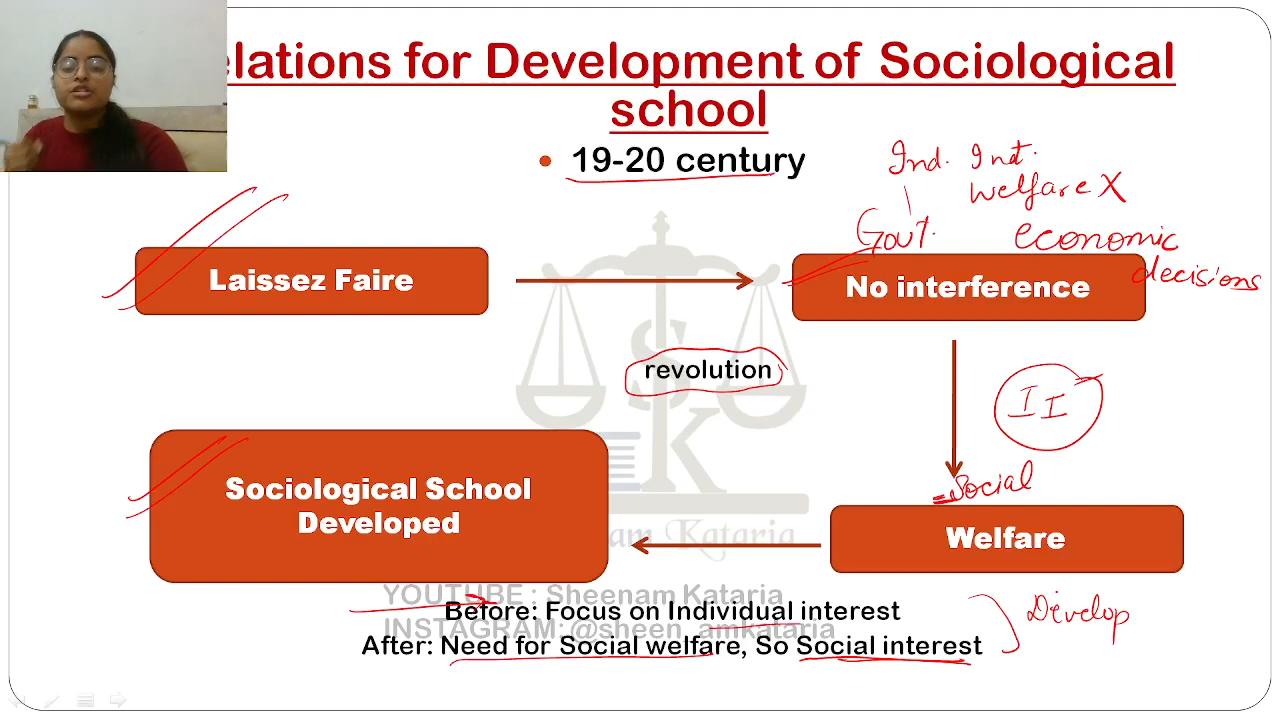 elations for Development of Sociological
school
• 19-20 century
Ind. Int.
welfare X
Govt.
economic
decisions
Laissez Faire
No interference
revolution
I I
Social
Sociological School
Developed
Welfare
am Kataria
YOUTUBE : Sheenam Kataria
Before: Focus on Individual interest
INSTAGRAM: @sheen_amkataria
After: Need for Social welfare, So Social interest
Develop